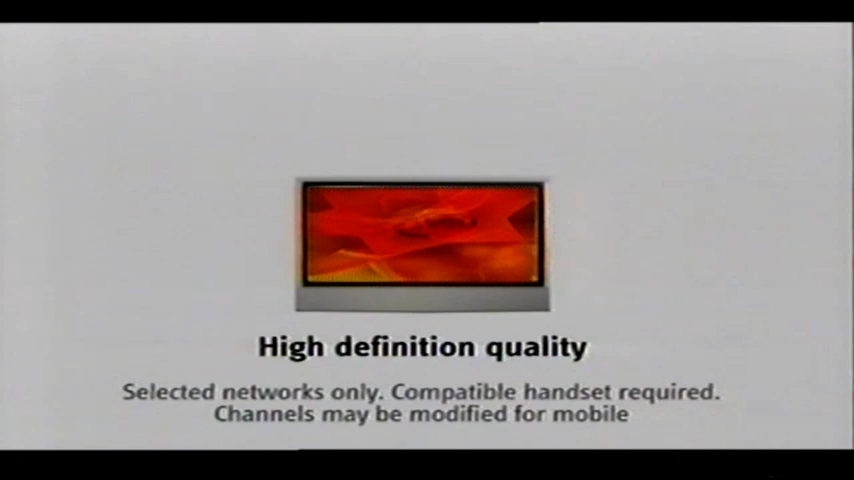 High definition quality
Selected networks only. Compatible handset required.
Channels may be modified for mobile